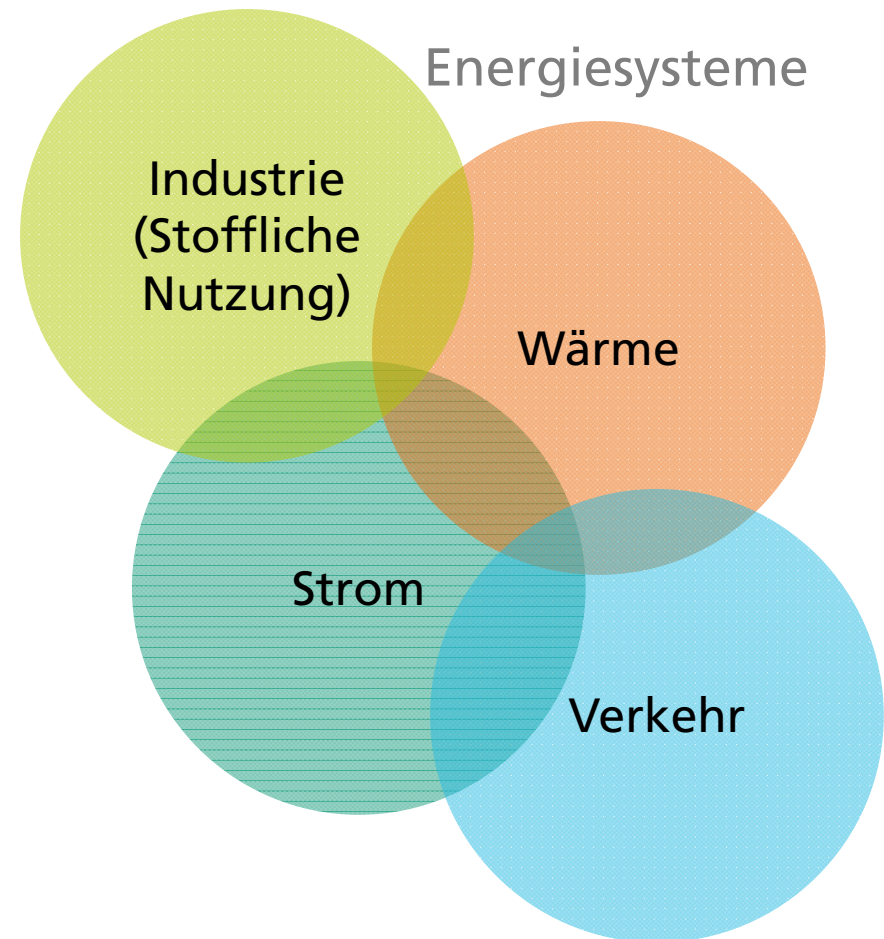 Energiesysteme
Industrie
(Stoffliche
Nutzung)
Wärme
Strom
Verkehr